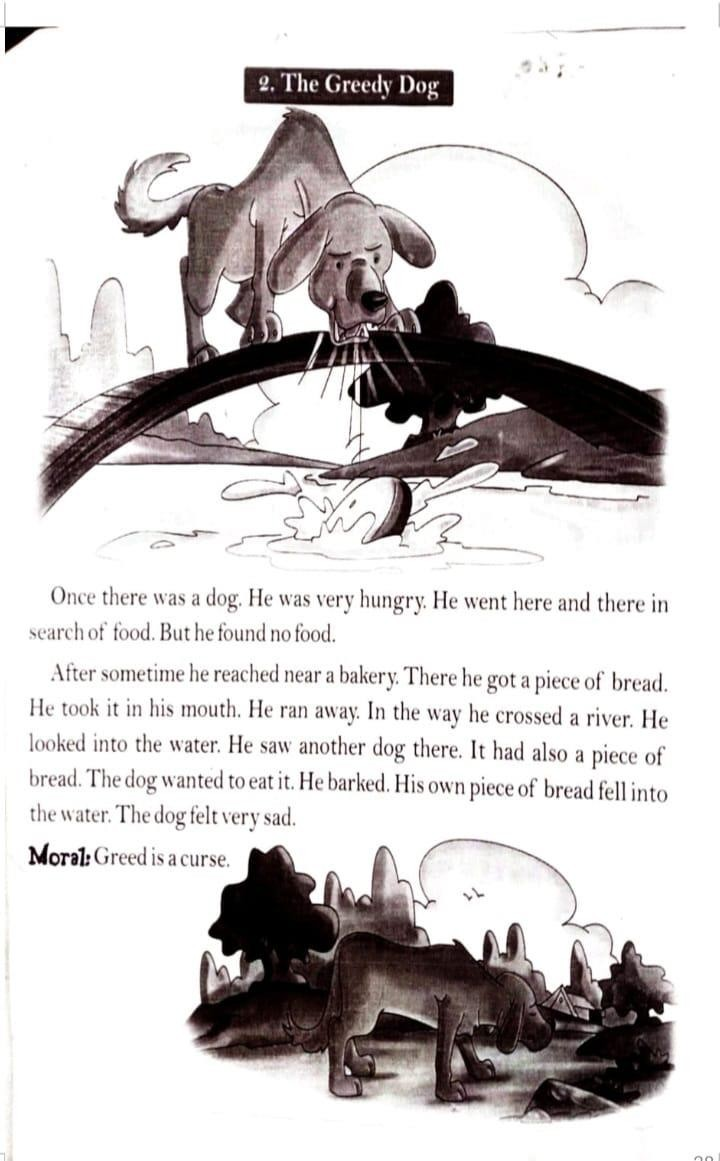 2. The Greedy Dog
Once there was a dog. He was very hungry. He went here and there in
search of food. But he found no food.
After sometime he reached near a bakery. There he got a piece of bread.
He took it in his mouth. He ran away. In the way he crossed a river. He
looked into the water. He saw another dog there. It had also a piece of
bread. The dog wanted to eat it. He barked. His own piece of bread fell into
the water. The dog felt very sad.
Moral: Greed is a curse.